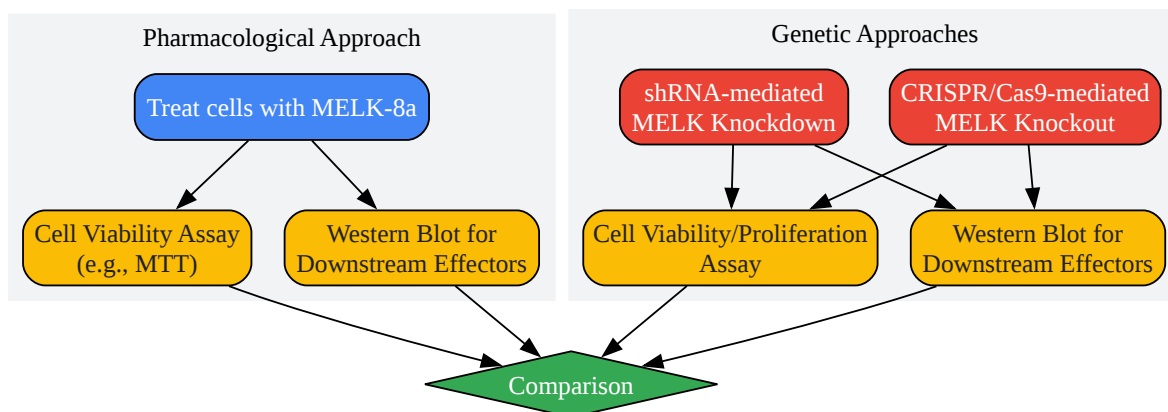 Pharmacological Approach
Treat cells with MELK-8a
Cell Viability Assay
(e.g., MTT)
Western Blot for
Downstream Effectors
Genetic Approaches
shRNA-mediated
MELK Knockdown
CRISPR/Cas9-mediated
MELK Knockout
Cell Viability/Proliferation
Assay
Western Blot for
Downstream Effectors
Comparison